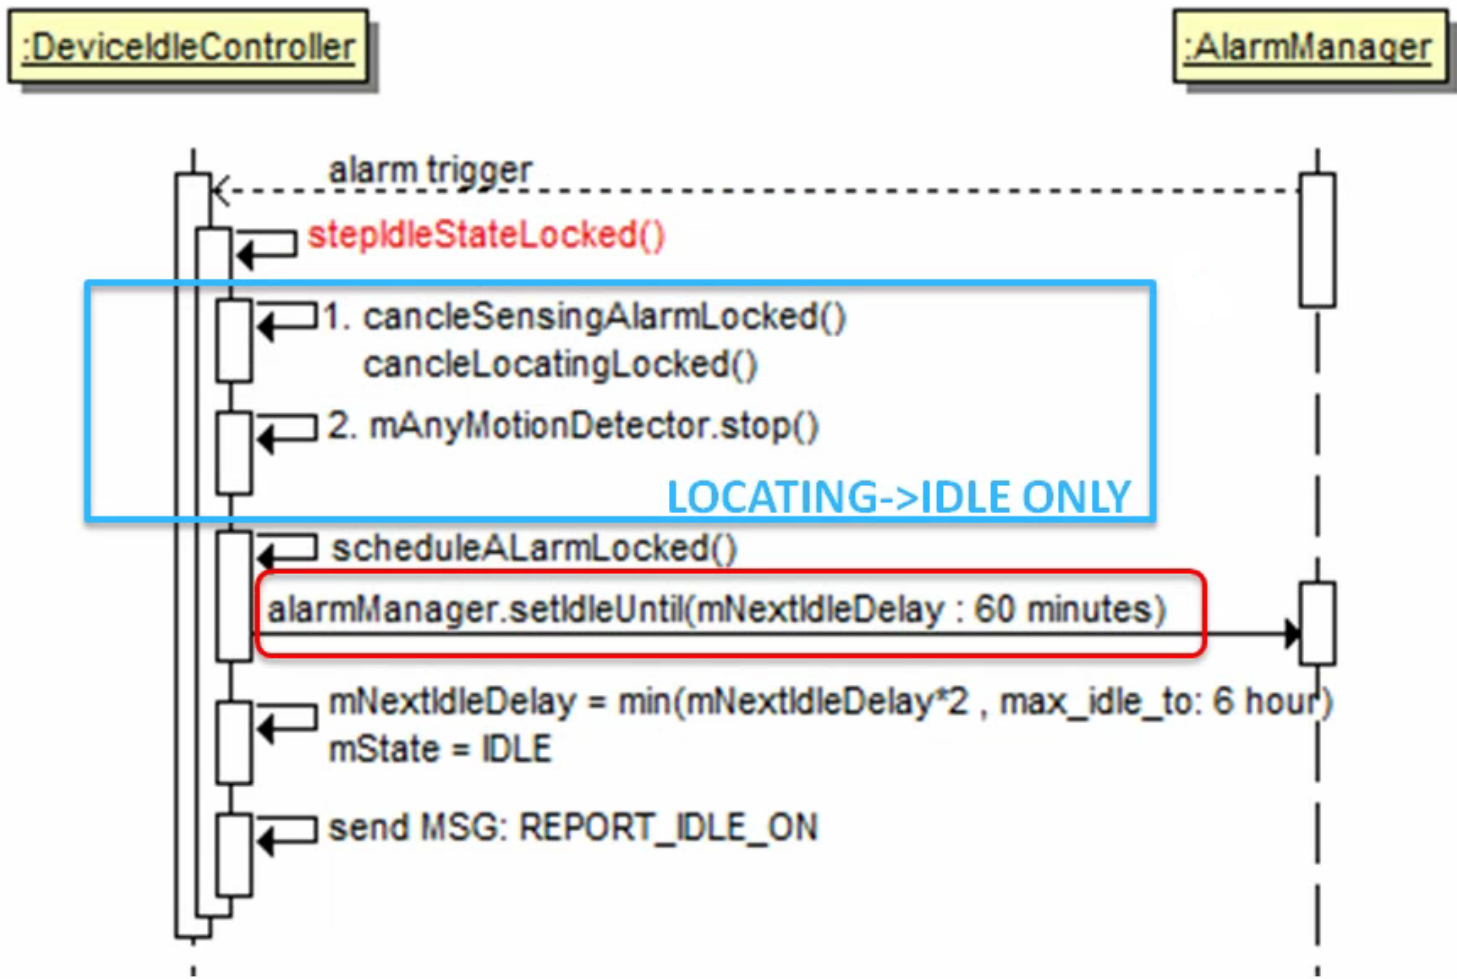 :DeviceIdleController
:AlarmManager
alarm trigger
stepIdleStateLocked()
1. cancleSensingAlarmLocked()
cancleLocatingLocked()
2. mAnyMotionDetector.stop()
LOCATING->IDLE ONLY
scheduleALarmLocked()
alarmManager.setIdleUntil(mNextIdleDelay : 60 minutes)
mNextIdleDelay = min(mNextIdleDelay*2 , max_idle_to: 6 hour)
mState = IDLE
send MSG: REPORT_IDLE_ON